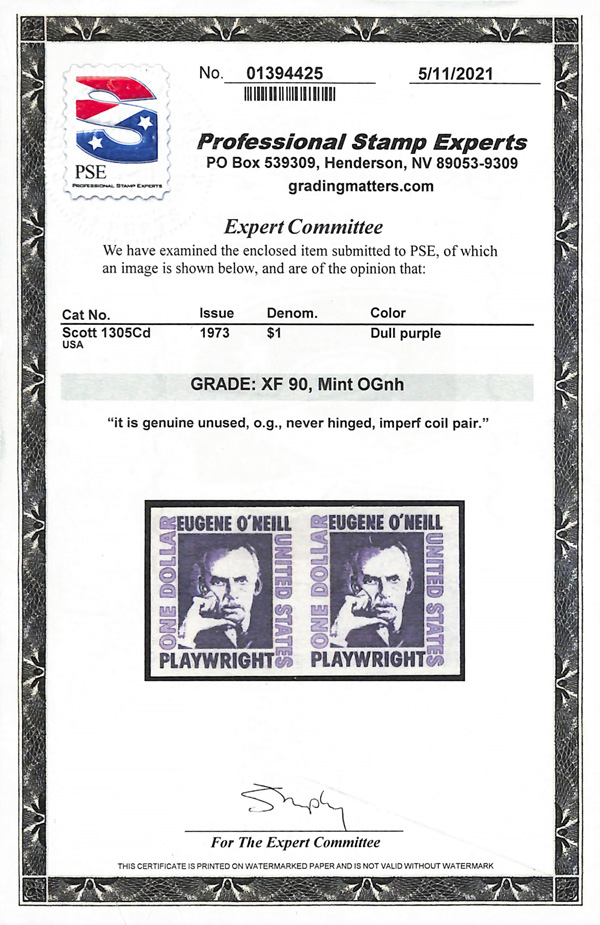 No. 01394425 5/11/2021
PSE
PROFESSIONAL STAMP EXPERTS
Professional Stamp Experts
PO Box 539309, Henderson, NV 89053-9309
gradingmatters.com
Expert Committee
We have examined the enclosed item submitted to PSE, of which
an image is shown below, and are of the opinion that:
Cat No. Issue Denom. Color
Scott 1305Cd 1973 $1 Dull purple
USA
GRADE: XF 90, Mint OGnh
“it is genuine unused, o.g., never hinged, imperf coil pair.”
EUGENE O'NEILL
ONE DOLLAR
UNITED STATES
PLAYWRIGHT
EUGENE O'NEILL
ONE DOLLAR
UNITED STATES
PLAYWRIGHT
For The Expert Committee
THIS CERTIFICATE IS PRINTED ON WATERMARKED PAPER AND IS NOT VALID WITHOUT WATERMARK